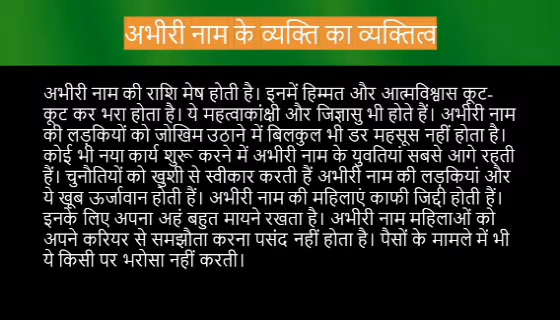 अभीरी नाम के व्यक्ति का व्यक्तित्व
अभीरी नाम की राशि मेष होती है। इनमें हिम्मत और आत्मविश्वास कूट-
कूट कर भरा होता है। ये महत्वाकांक्षी और जिज्ञासु भी होते हैं। अभीरी नाम
की लड़कियों को जोखिम उठाने में बिलकुल भी डर महसूस नहीं होता है।
कोई भी नया कार्य शुरू करने में अभीरी नाम के युवतियां सबसे आगे रहती
हैं। चुनौतियों को खुशी से स्वीकार करती हैं अभीरी नाम की लड़कियां और
ये खूब ऊर्जावान होती हैं। अभीरी नाम की महिलाएं काफी जिद्दी होती हैं।
इनके लिए अपना अहं बहुत मायने रखता है। अभीरी नाम महिलाओं को
अपने करियर से समझौता करना पसंद नहीं होता है। पैसों के मामले में भी
ये किसी पर भरोसा नहीं करती।